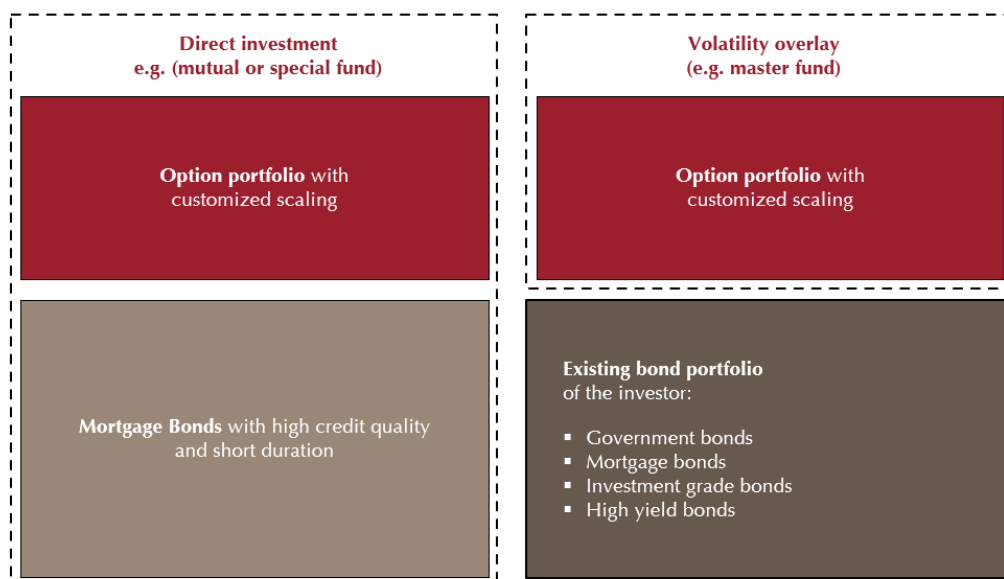 Direct investment
e.g. (mutual or special fund)
Option portfolio with
customized scaling
Mortgage Bonds with high credit quality
and short duration
Volatility overlay
(e.g. master fund)
Option portfolio with
customized scaling
Existing bond portfolio
of the investor:
▪ Government bonds
▪ Mortgage bonds
▪ Investment grade bonds
▪ High yield bonds